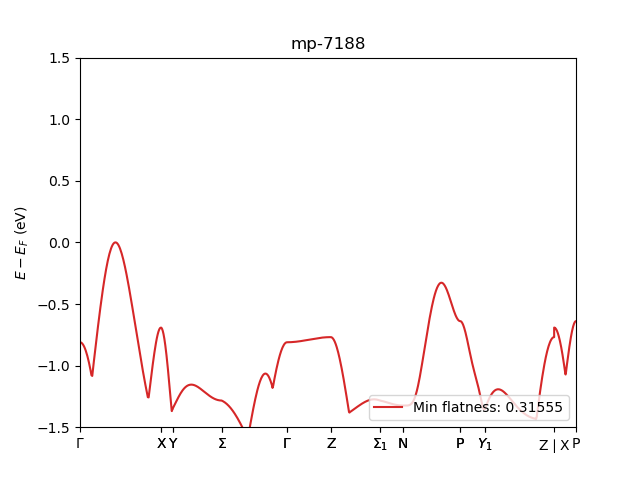 mp-7188
1.5
1.0
0.5
0.0
−0.5
−1.0
−1.5
E − E_F (eV)
Min flatness: 0.31555
Γ X Y Σ Γ Z Σ₁ N P Y₁ Z | X P